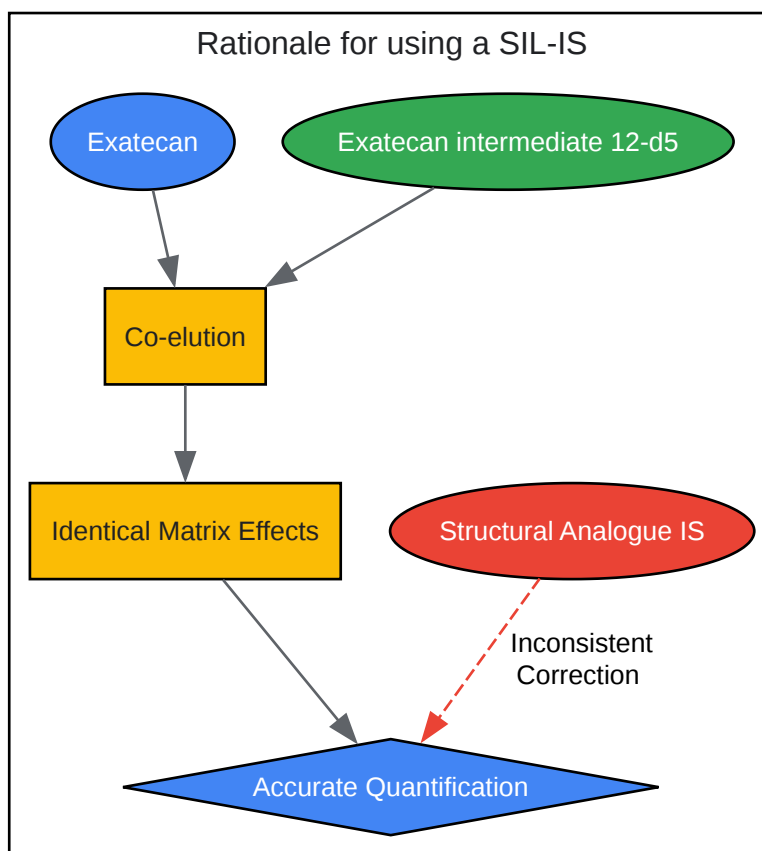 Rationale for using a SIL-IS
Exatecan
Exatecan intermediate 12-d5
Co-elution
Identical Matrix Effects
Structural Analogue IS
Inconsistent
Correction
Accurate Quantification